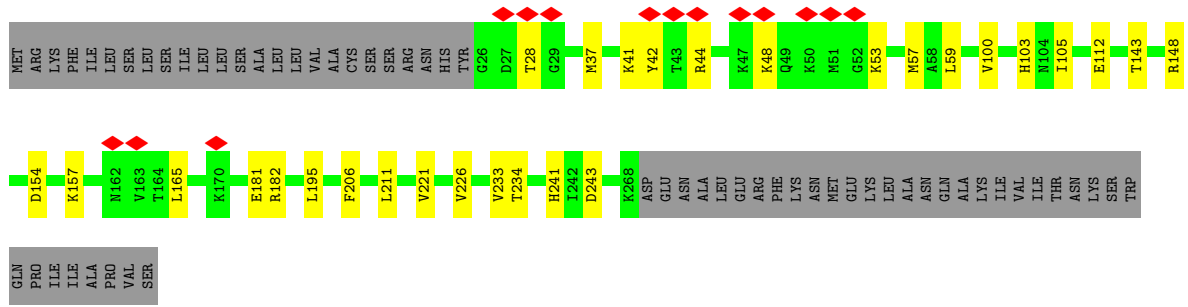 MET ARG LYS PHE ILE LEU SER LEU SER ILE LEU LEU SER ALA LEU LEU VAL ALA CYS SER SER ARG ASN HIS TYR G26 D27 T28 G29 M37 K41 Y42 T43 R44 K47 K48 Q49 K50 M51 G52 K53 M57 A58 L59 V100 H103 N104 I105 E112 T143 R148
D154 K157 N162 V163 T164 L165 K170 E181 R182 L195 F206 L211 V221 V226 V233 T234 H241 I242 D243 K268 ASP GLU ASN ALA LEU GLU ARG PHE LYS ASN MET GLU LYS LEU ALA ASN GLN ALA LYS ILE VAL ILE THR ASN LYS SER TRP
GLN PRO ILE ILE ALA PRO VAL SER